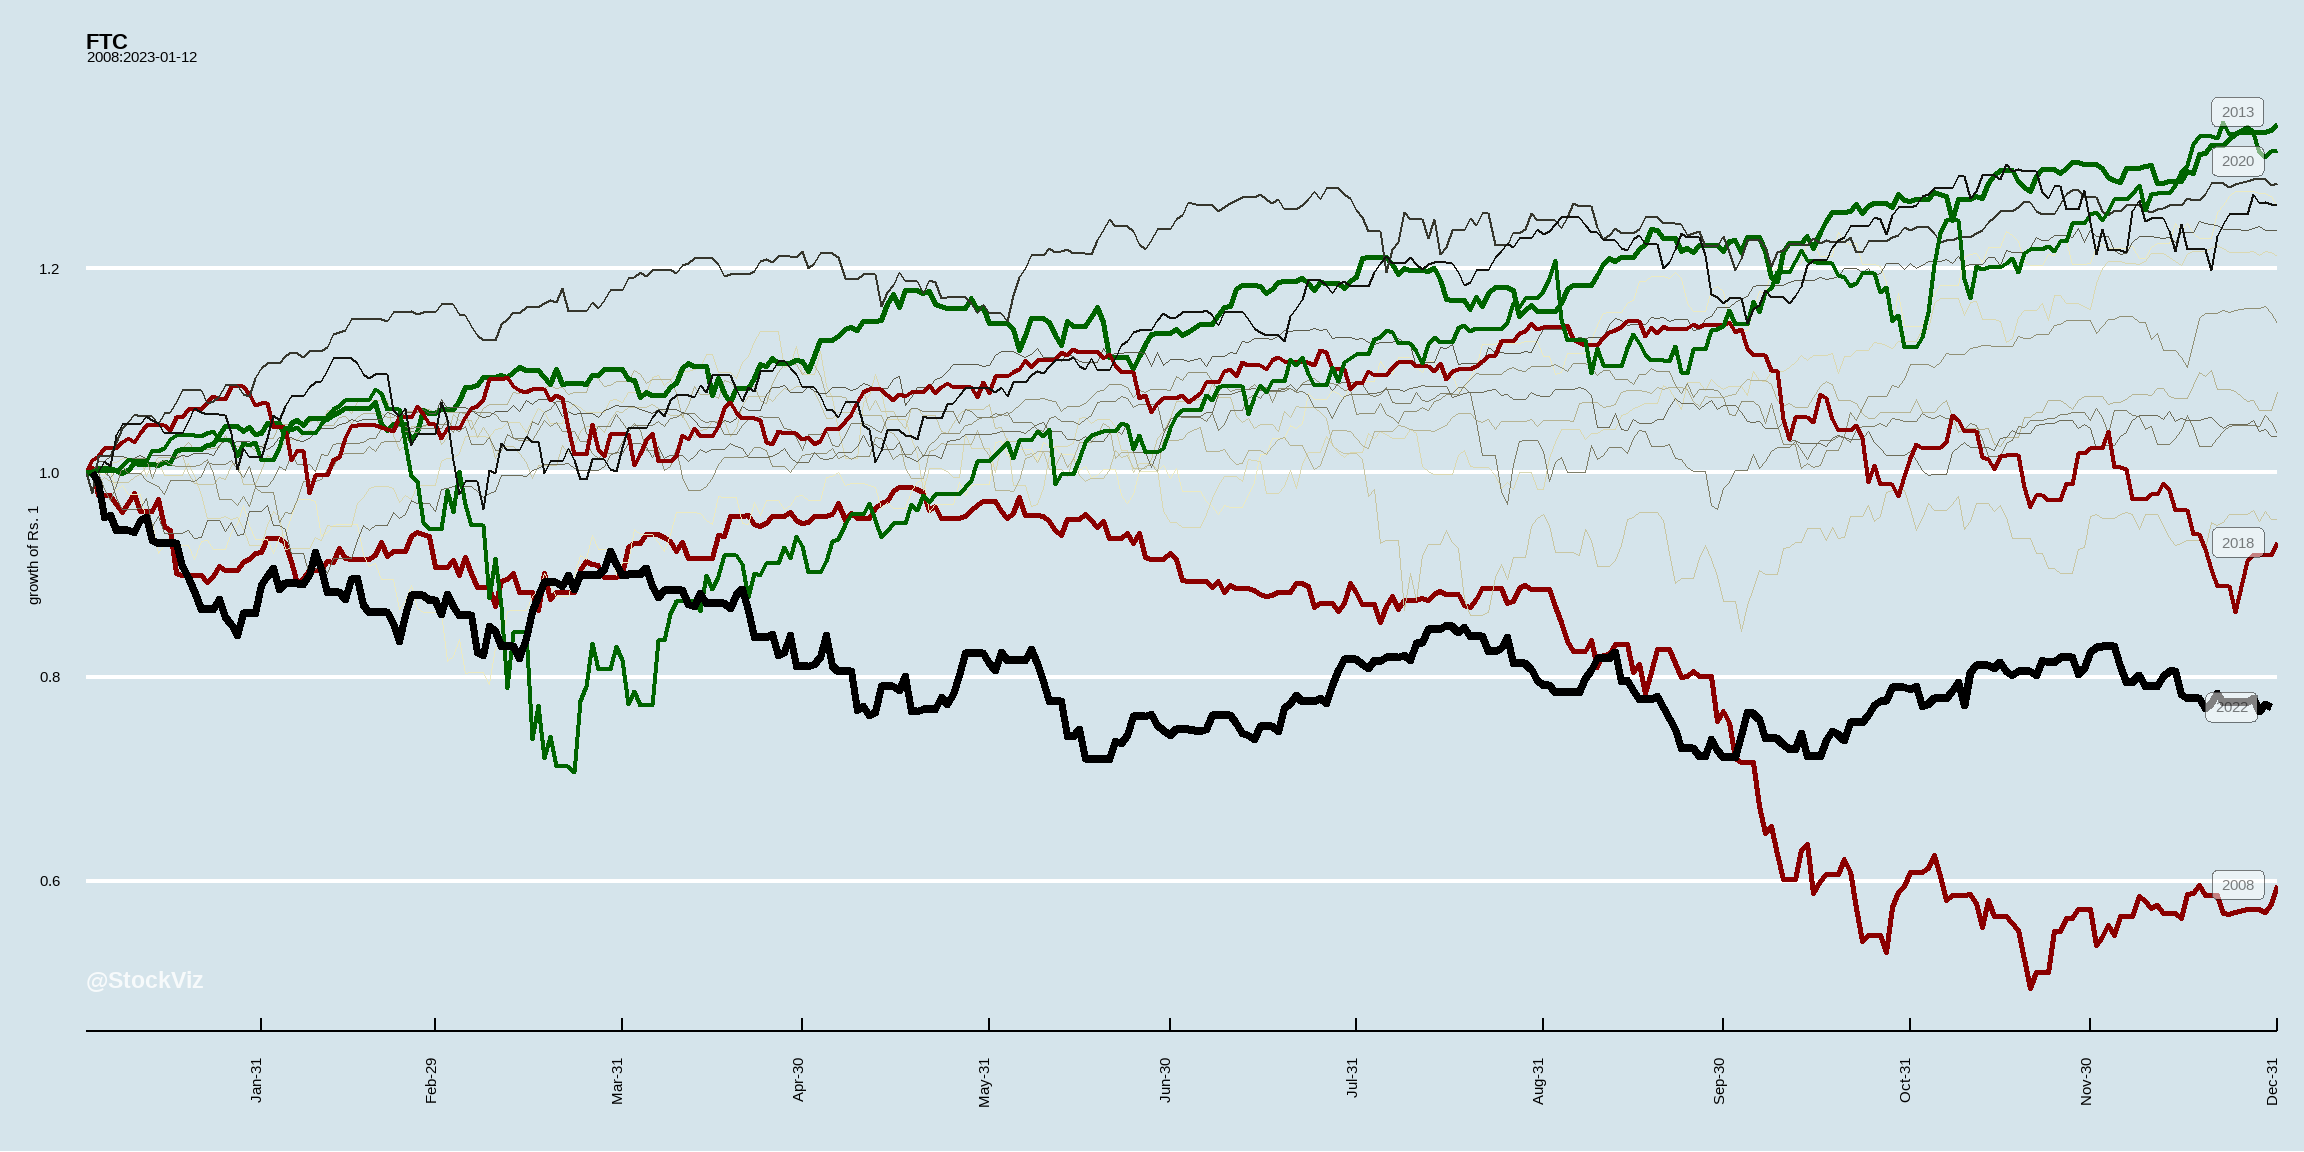 FTC
2008:2023-01-12
2013
2020
1.2
1.0
growth of Rs. 1
2018
0.8
2022
0.6
2008
@StockViz
Jan-31
Feb-29
Mar-31
Apr-30
May-31
Jun-30
Jul-31
Aug-31
Sep-30
Oct-31
Nov-30
Dec-31